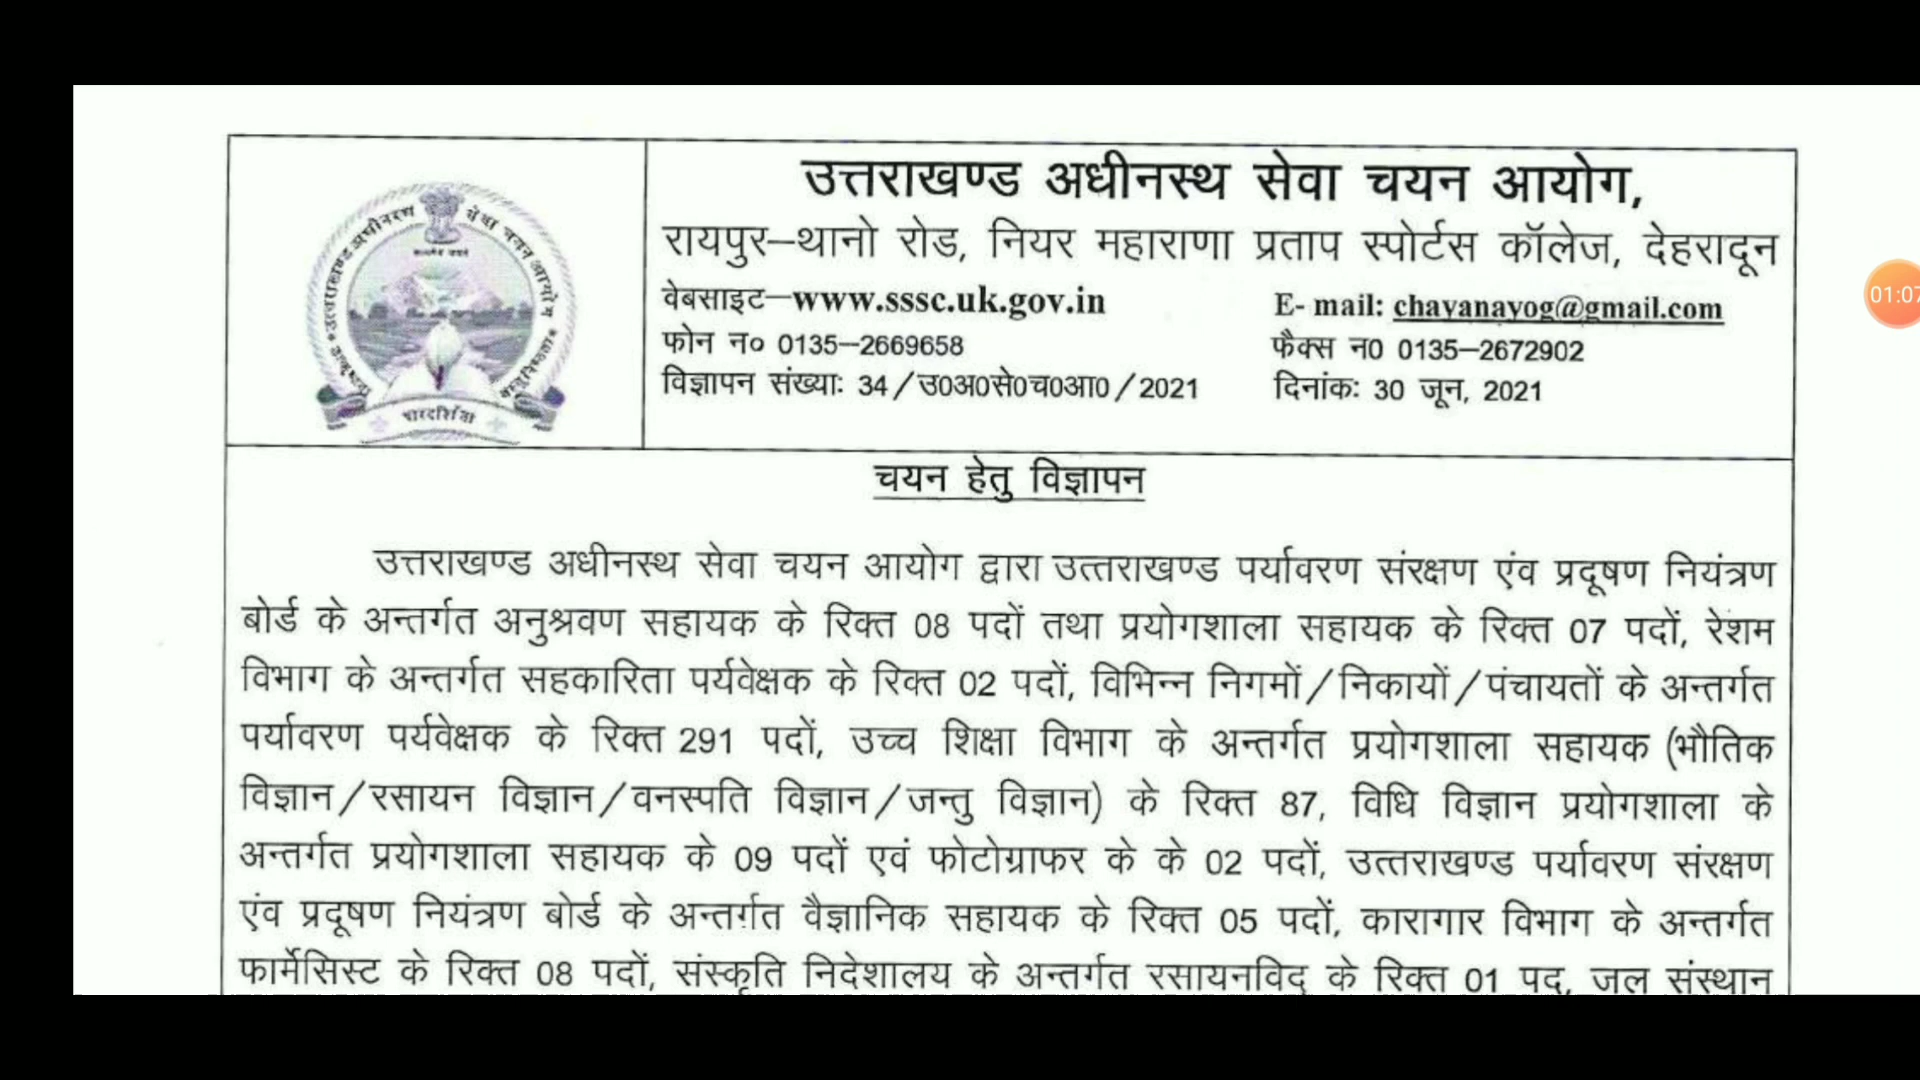 उत्तराखण्ड अधीनस्थ सेवा चयन आयोग,
रायपुर–थानो रोड, नियर महाराणा प्रताप स्पोर्टस कॉलेज, देहरादून
वेबसाइट–www.sssc.uk.gov.in E- mail: chayanayog@gmail.com
फोन न० 0135–2669658 फैक्स न0 0135–2672902
विज्ञापन संख्याः 34/उ0अ0से0च0आ0/2021 दिनांकः 30 जून, 2021
पारदर्शिता
चयन हेतु विज्ञापन
उत्तराखण्ड अधीनस्थ सेवा चयन आयोग द्वारा उत्तराखण्ड पर्यावरण संरक्षण एंव प्रदूषण नियंत्रण
बोर्ड के अन्तर्गत अनुश्रवण सहायक के रिक्त 08 पदों तथा प्रयोगशाला सहायक के रिक्त 07 पदों, रेशम
विभाग के अन्तर्गत सहकारिता पर्यवेक्षक के रिक्त 02 पदों, विभिन्न निगमों/निकायों/पंचायतों के अन्तर्गत
पर्यावरण पर्यवेक्षक के रिक्त 291 पदों, उच्च शिक्षा विभाग के अन्तर्गत प्रयोगशाला सहायक (भौतिक
विज्ञान/रसायन विज्ञान/वनस्पति विज्ञान/जन्तु विज्ञान) के रिक्त 87, विधि विज्ञान प्रयोगशाला के
अन्तर्गत प्रयोगशाला सहायक के 09 पदों एवं फोटोग्राफर के के 02 पदों, उत्तराखण्ड पर्यावरण संरक्षण
एंव प्रदूषण नियंत्रण बोर्ड के अन्तर्गत वैज्ञानिक सहायक के रिक्त 05 पदों, कारागार विभाग के अन्तर्गत
फार्मेसिस्ट के रिक्त 08 पदों, संस्कृति निदेशालय के अन्तर्गत रसायनविद् के रिक्त 01 पद, जल संस्थान
01:07